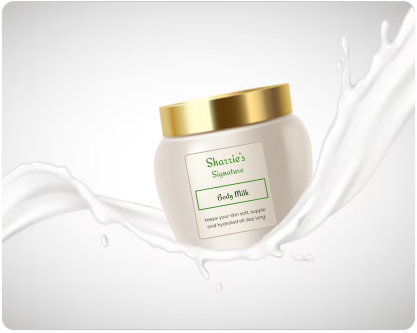 Sharrie's
Signature
Body Milk
keeps your skin soft, supple
and hydrated all day long